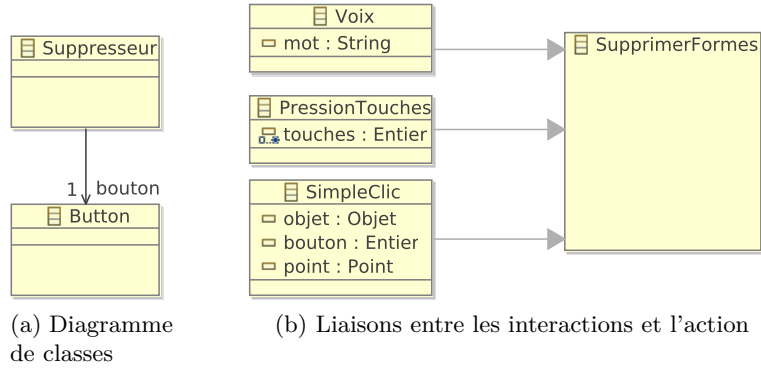 Suppresseur
1 bouton
Button
(a) Diagramme
de classes
Voix
mot : String
PressionTouches
touches : Entier
SimpleClic
objet : Objet
bouton : Entier
point : Point
SupprimerFormes
(b) Liaisons entre les interactions et l'action